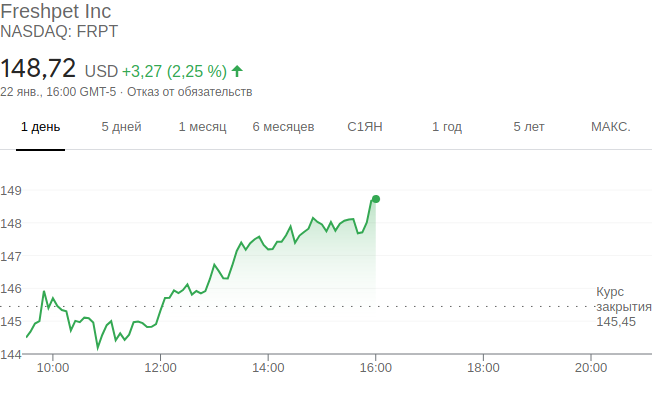 Freshpet Inc
NASDAQ: FRPT
148,72 USD +3,27 (2,25 %)
22 янв., 16:00 GMT-5 · Отказ от обязательств
1 день 5 дней 1 месяц 6 месяцев С1ЯН 1 год 5 лет МАКС.
149
148
147
146
Курс
закрытия
145,45
145
144
10:00 12:00 14:00 16:00 18:00 20:00